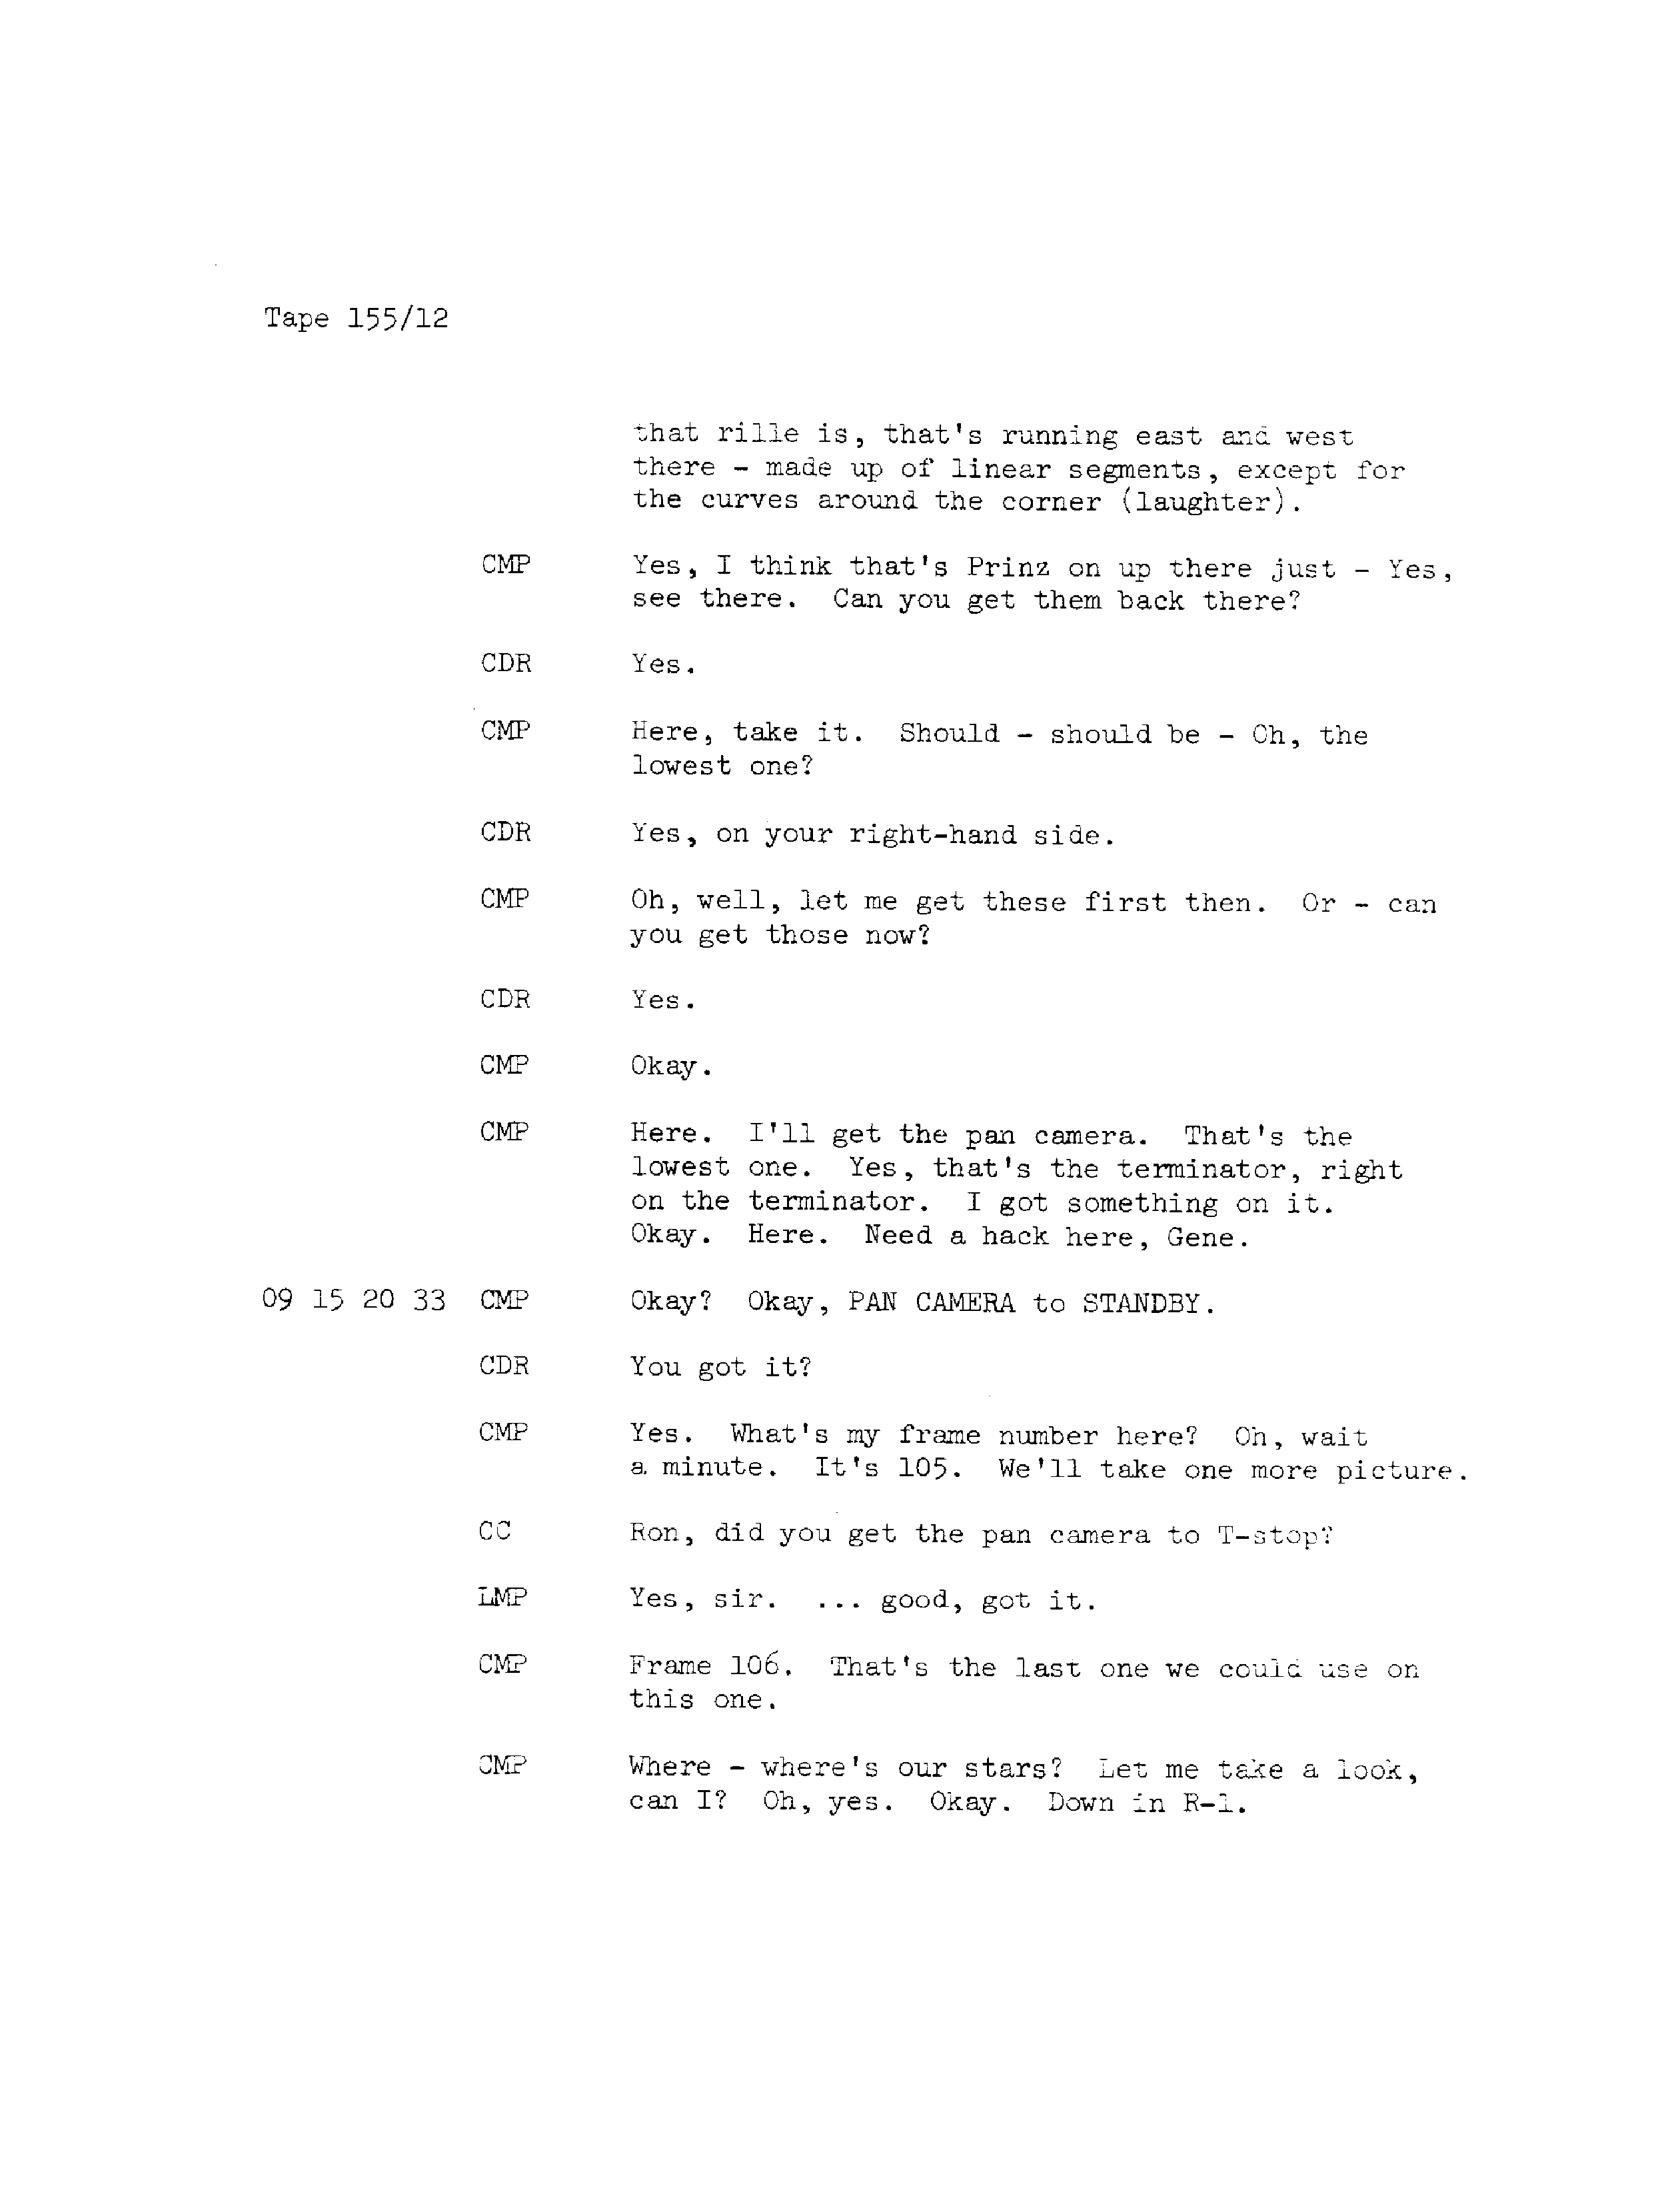 Tape 155/12
that rille is, that's running east and west
there - made up of linear segments, except for
the curves around the corner (laughter).
CMP Yes, I think that's Prinz on up there just - Yes,
see there. Can you get them back there?
CDR Yes.
CMP Here, take it. Should - should be - Oh, the
lowest one?
CDR Yes, on your right-hand side.
CMP Oh, well, let me get these first then. Or - can
you get those now?
CDR Yes.
CMP Okay.
CMP Here. I'll get the pan camera. That's the
lowest one. Yes, that's the terminator, right
on the terminator. I got something on it.
Okay. Here. Need a hack here, Gene.
09 15 20 33 CMP Okay? Okay, PAN CAMERA to STANDBY.
CDR You got it?
CMP Yes. What's my frame number here? Oh, wait
a minute. It's 105. We'll take one more picture.
CC Ron, did you get the pan camera to T-stop?
LMP Yes, sir. ... good, got it.
CMP Frame 106. That's the last one we could use on
this one.
CMP Where - where's our stars? Let me take a look,
can I? Oh, yes. Okay. Down in R-1.